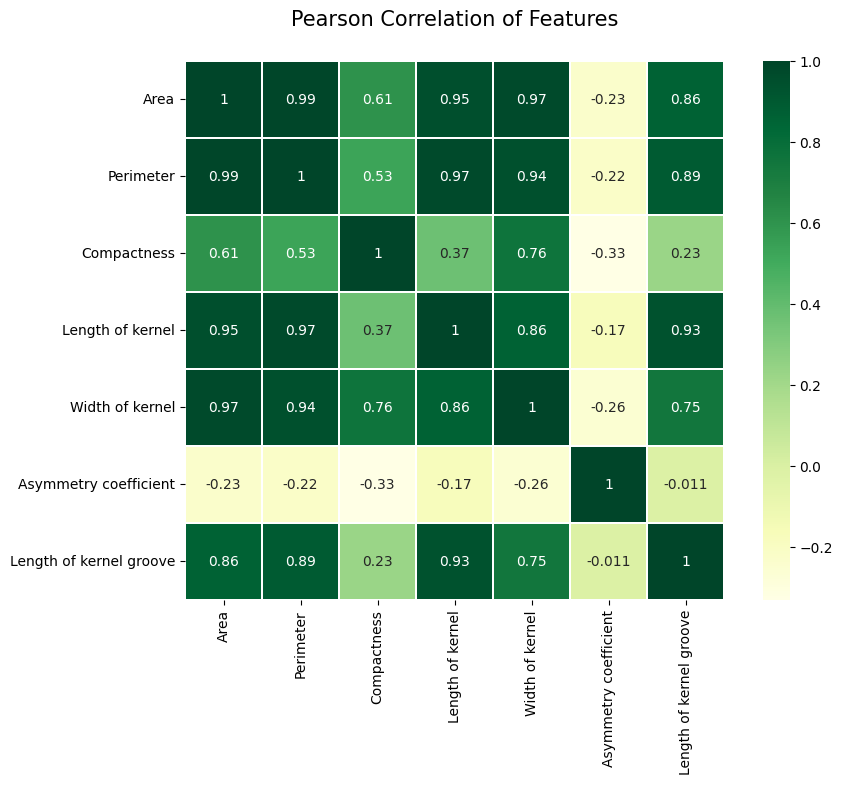 Pearson Correlation of Features
Area 1 0.99 0.61 0.95 0.97 -0.23 0.86
Perimeter 0.99 1 0.53 0.97 0.94 -0.22 0.89
Compactness 0.61 0.53 1 0.37 0.76 -0.33 0.23
Length of kernel 0.95 0.97 0.37 1 0.86 -0.17 0.93
Width of kernel 0.97 0.94 0.76 0.86 1 -0.26 0.75
Asymmetry coefficient -0.23 -0.22 -0.33 -0.17 -0.26 1 -0.011
Length of kernel groove 0.86 0.89 0.23 0.93 0.75 -0.011 1
Area
Perimeter
Compactness
Length of kernel
Width of kernel
Asymmetry coefficient
Length of kernel groove
1.0
0.8
0.6
0.4
0.2
0.0
−0.2